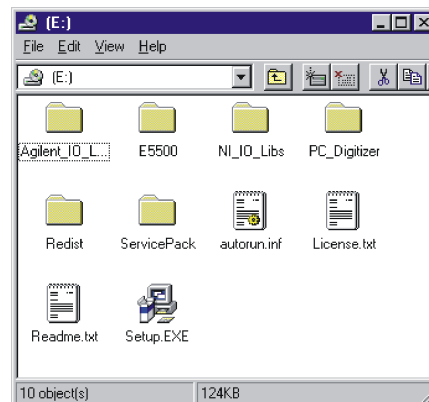 (E:)
File Edit View Help
(E:)
Agilent_IO_L... E5500 NI_IO_Libs PC_Digitizer
Redist ServicePack autorun.inf License.txt
Readme.txt Setup.EXE
10 object(s) 124KB